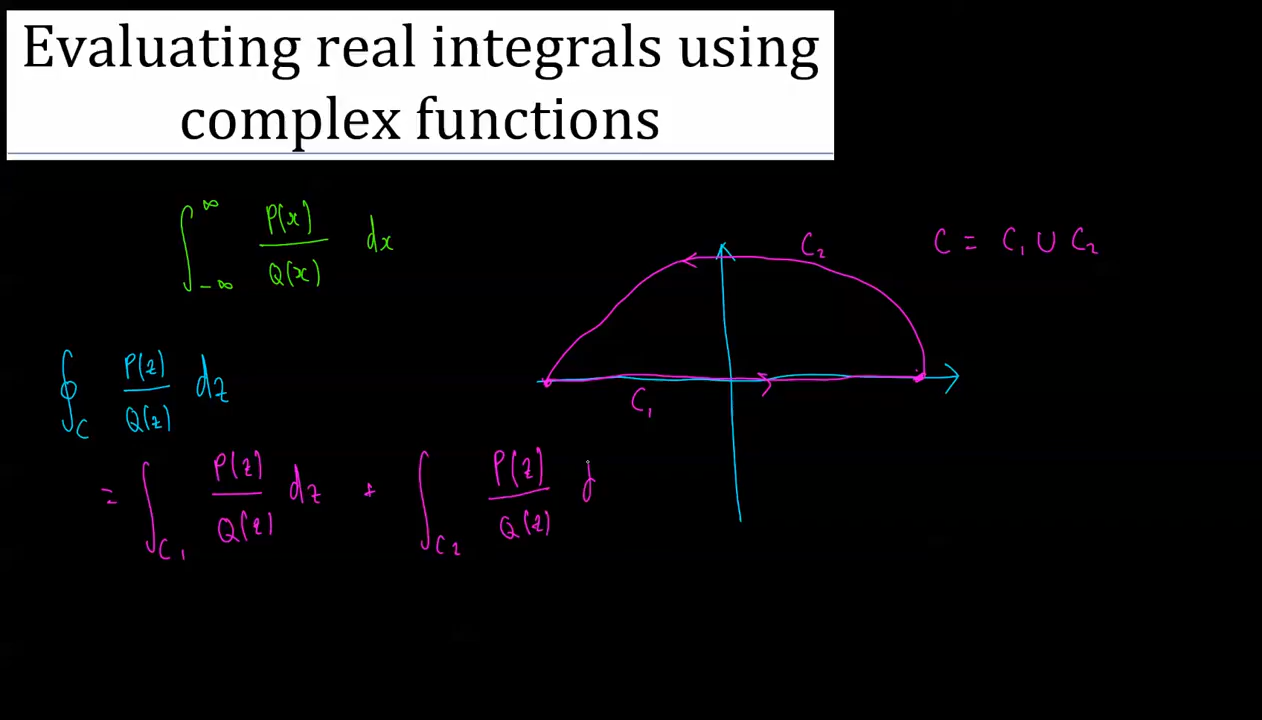 Evaluating real integrals using
complex functions
∫_{-∞}^{∞} P(x)/Q(x) dx
C = C₁ ∪ C₂
C₂
∮_C P(z)/Q(z) dz
C₁
= ∫_{C₁} P(z)/Q(z) dz + ∫_{C₂} P(z)/Q(z)